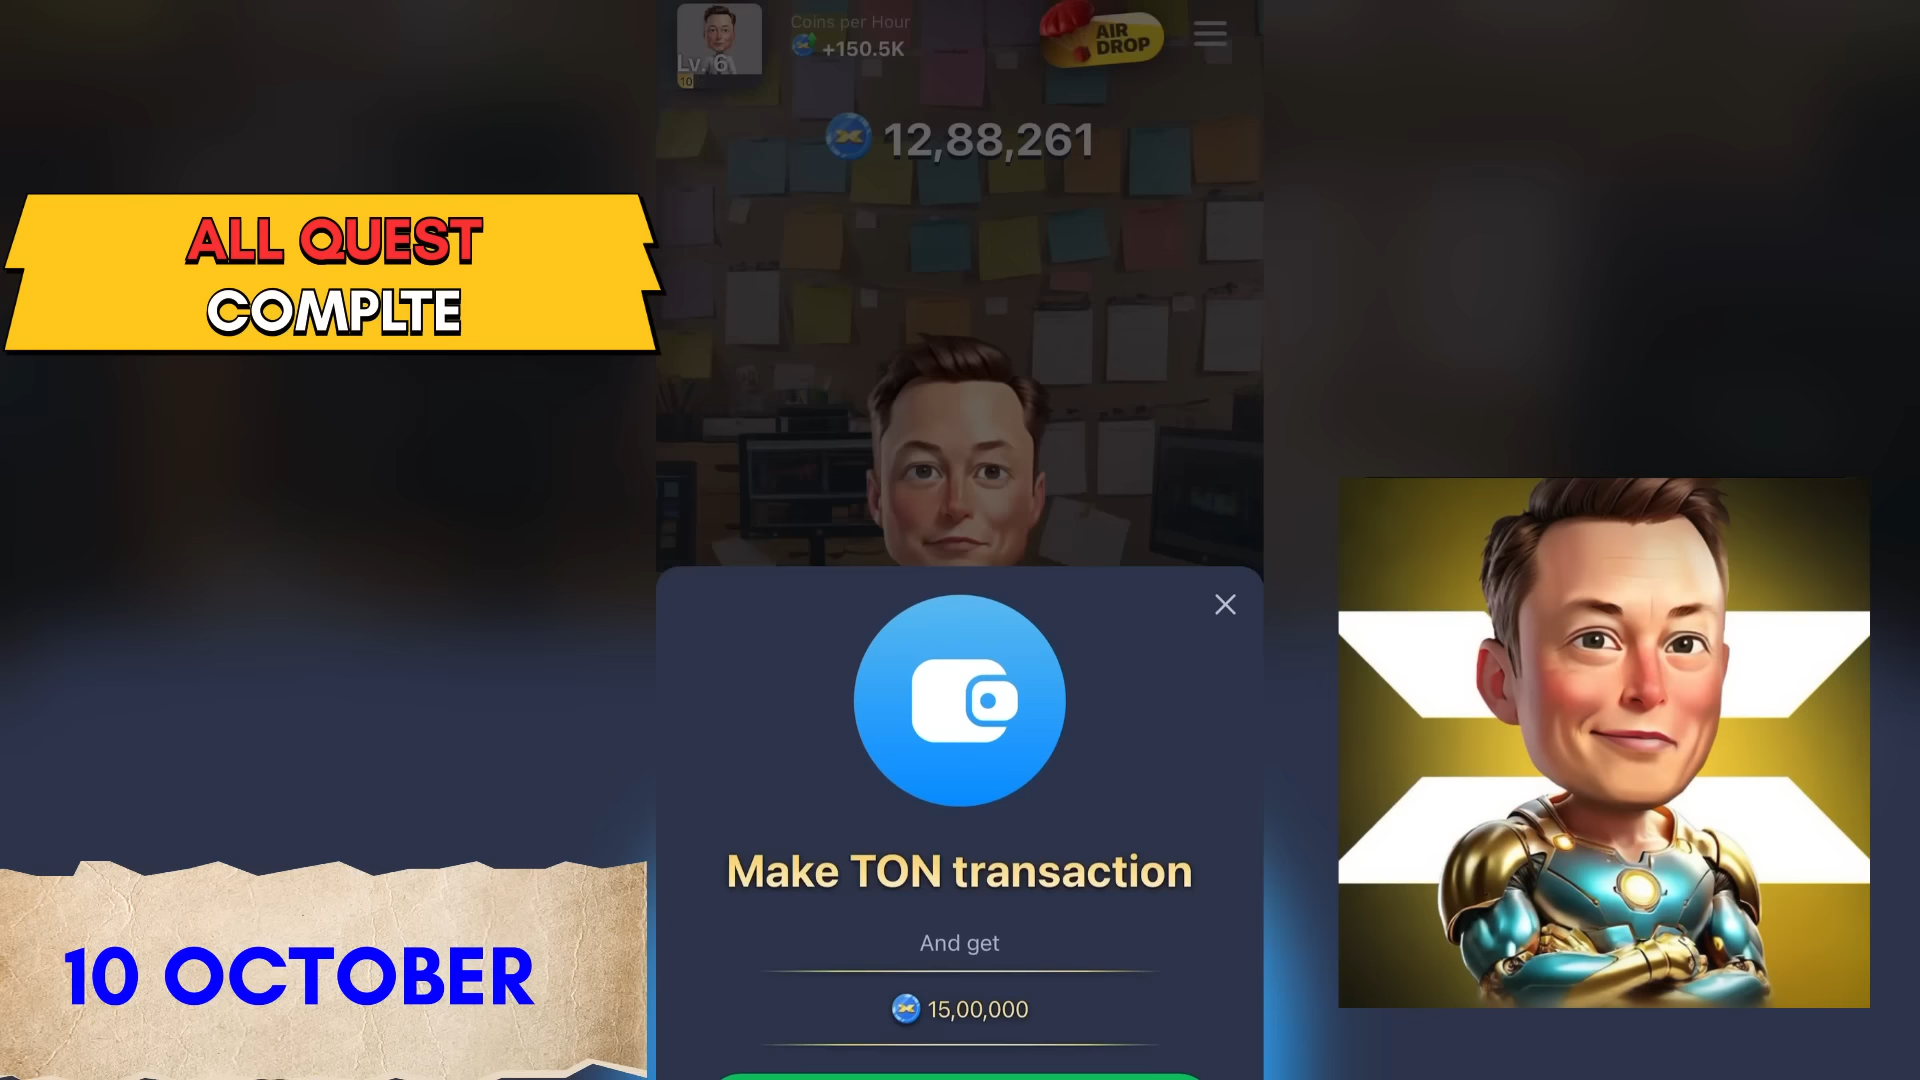 Coins per Hour
+150.5K
Lv. 6
10
AIR
DROP
12,88,261
ALL QUEST
COMPLTE
Make TON transaction
And get
15,00,000
10 OCTOBER